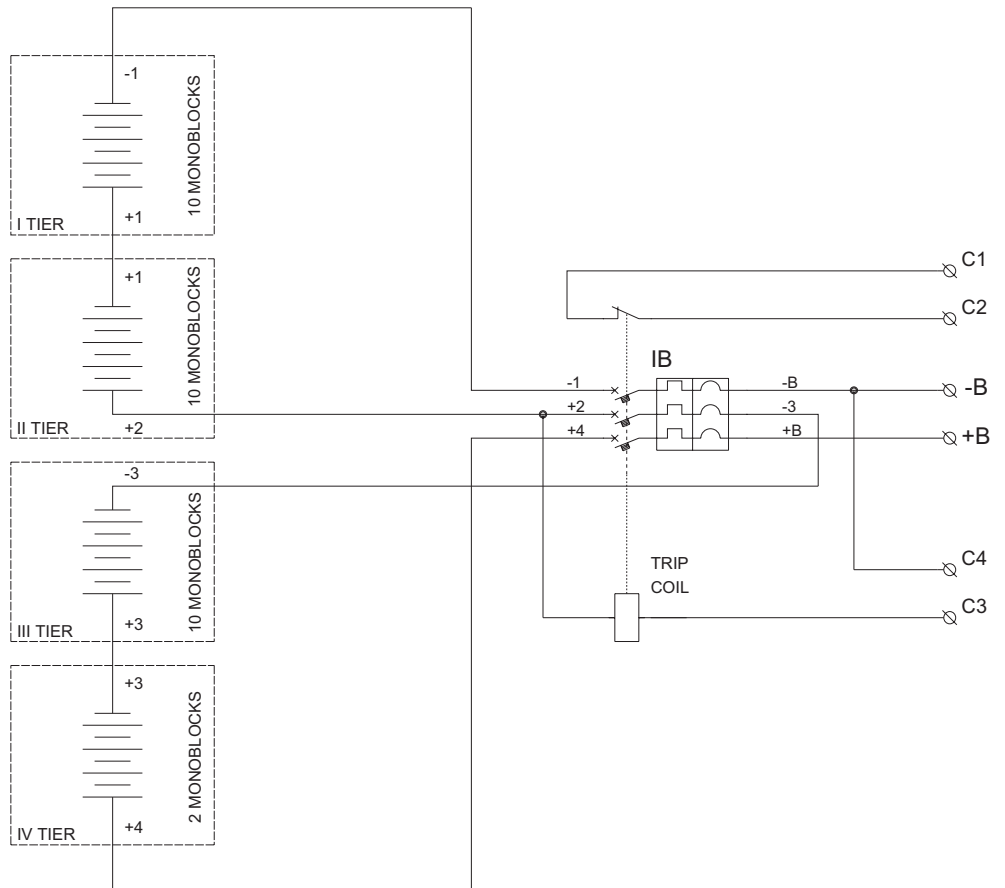 -1
10 MONOBLOCKS
I TIER
+1
+1
10 MONOBLOCKS
II TIER
+2
-3
10 MONOBLOCKS
III TIER
+3
+3
2 MONOBLOCKS
IV TIER
+4
C1
C2
IB
-1
-B
-B
+2
-3
+4
+B
+B
TRIP
COIL
C4
C3